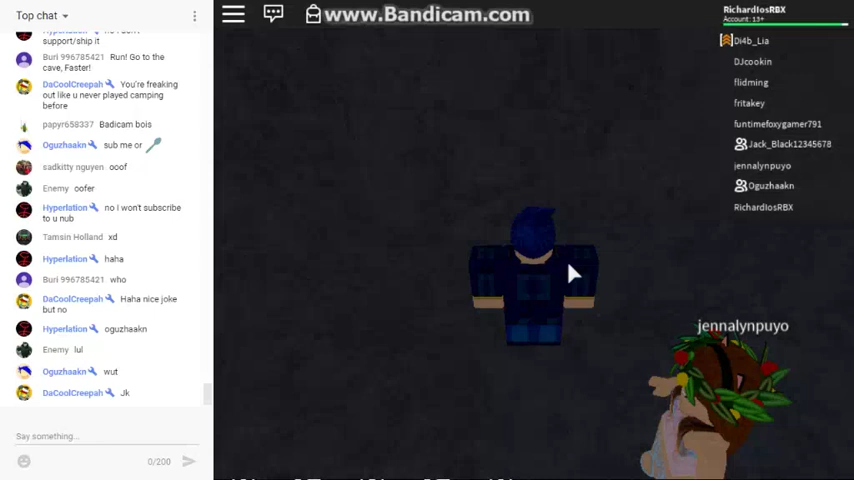 Top chat
Hyperlation
support/ship it
Buri 996785421 Run! Go to the
cave, Faster!
DaCoolCreepah You're freaking
out like u never played camping
before
papyr658337 Badicam bois
Oguzhaakn sub me or
sadkitty nguyen ooof
Enemy oofer
Hyperlation no I won't subscribe
to u nub
Tamsin Holland xd
Hyperlation haha
Buri 996785421 who
DaCoolCreepah Haha nice joke
but no
Hyperlation oguzhaakn
Enemy lul
Oguzhaakn wut
DaCoolCreepah Jk
Say something...
0/200
www.Bandicam.com
RichardIosRBX
Account: 13+
Di4b_Lia
DJcookin
flidming
fritakey
funtimefoxygamer791
Jack_Black12345678
jennalynpuyo
Oguzhaakn
RichardIosRBX
jennalynpuyo